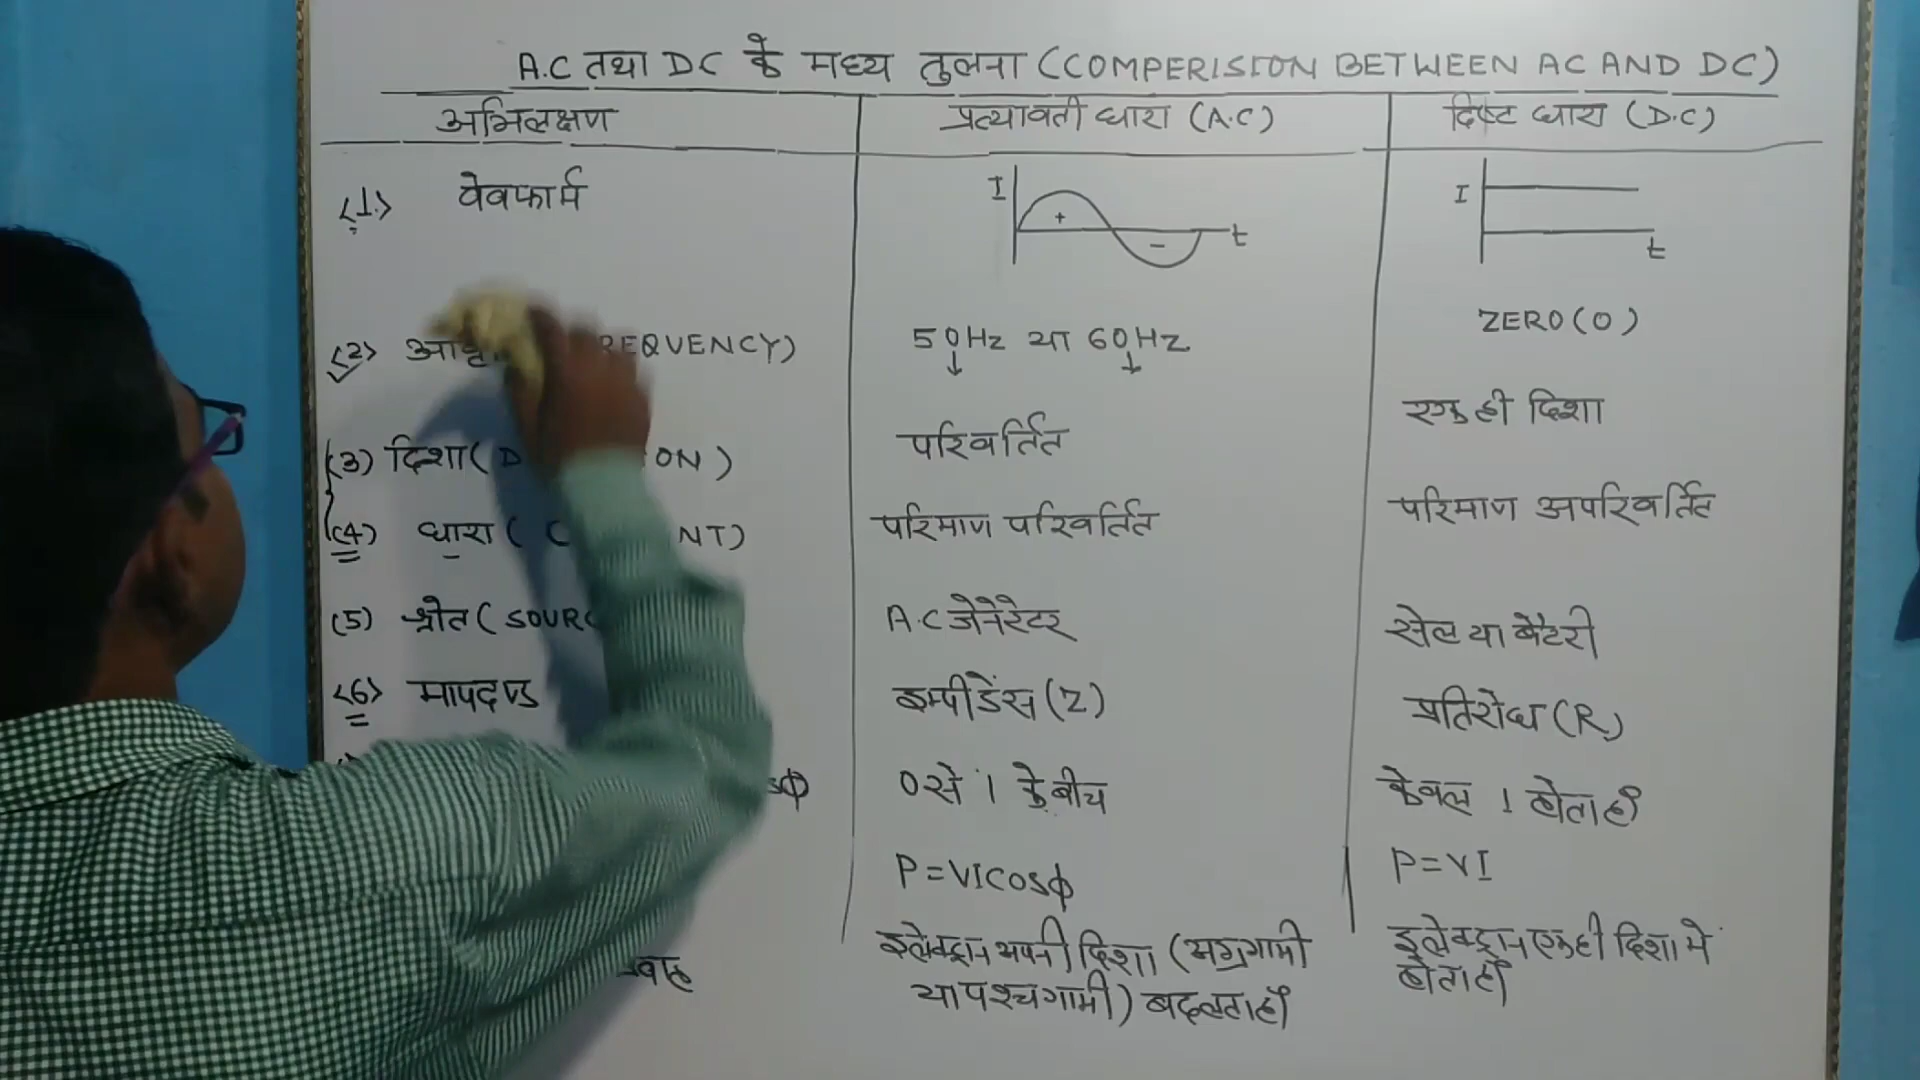 A.C तथा DC के मध्य तुलना (COMPERISION BETWEEN AC AND DC)
अभिलक्षण प्रत्यावर्ती धारा (A.C) दिष्ट धारा (D.C)
<1.> वेवफार्म
I + - t
I t
<2> REQVENCY) 50Hz या 60Hz ZERO(0)
(3) दिशा (D ON) परिवर्तित एक ही दिशा
(4) धारा (C NT) परिमाण परिवर्तित परिमाण अपरिवर्तित
(5) श्रोत (SOURC A.C जेनेरेटर सेल या बैटरी
<6> मापदण्ड इम्पीडेंस (Z) प्रतिरोध (R)
ϕ 0 से 1 के बीच केवल 1 होता है
P=VICOSϕ P=VI
इलेक्ट्रान अपनी दिशा (अग्रगामी इलेक्ट्रान एक ही दिशा मे
या पश्चगामी) बदलता है होता है